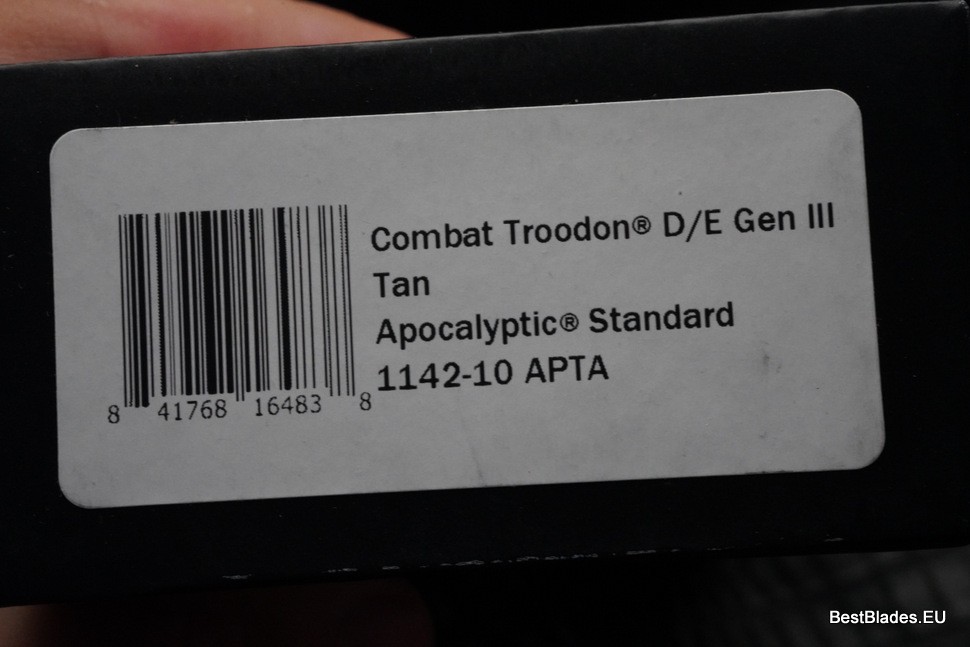 Combat Troodon® D/E Gen III
Tan
Apocalyptic® Standard
1142-10 APTA
8 41768 16483 8
BestBlades.EU